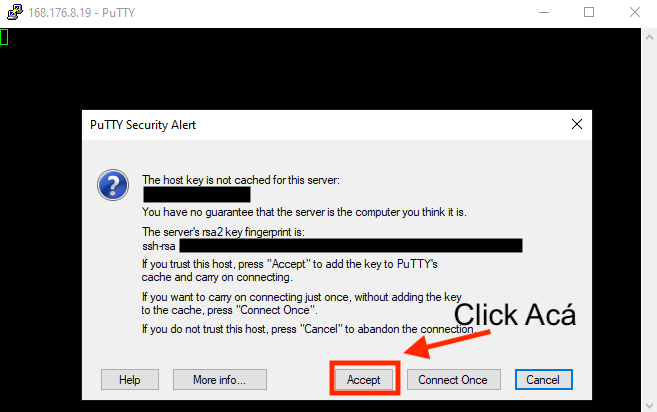 168.176.8.19 - PuTTY
PuTTY Security Alert
The host key is not cached for this server:
You have no guarantee that the server is the computer you think it is.
The server's rsa2 key fingerprint is:
ssh-rsa
If you trust this host, press "Accept" to add the key to PuTTY's
cache and carry on connecting.
If you want to carry on connecting just once, without adding the key
to the cache, press "Connect Once".
Click Acá
If you do not trust this host, press "Cancel" to abandon the connection.
Help
More info...
Accept
Connect Once
Cancel